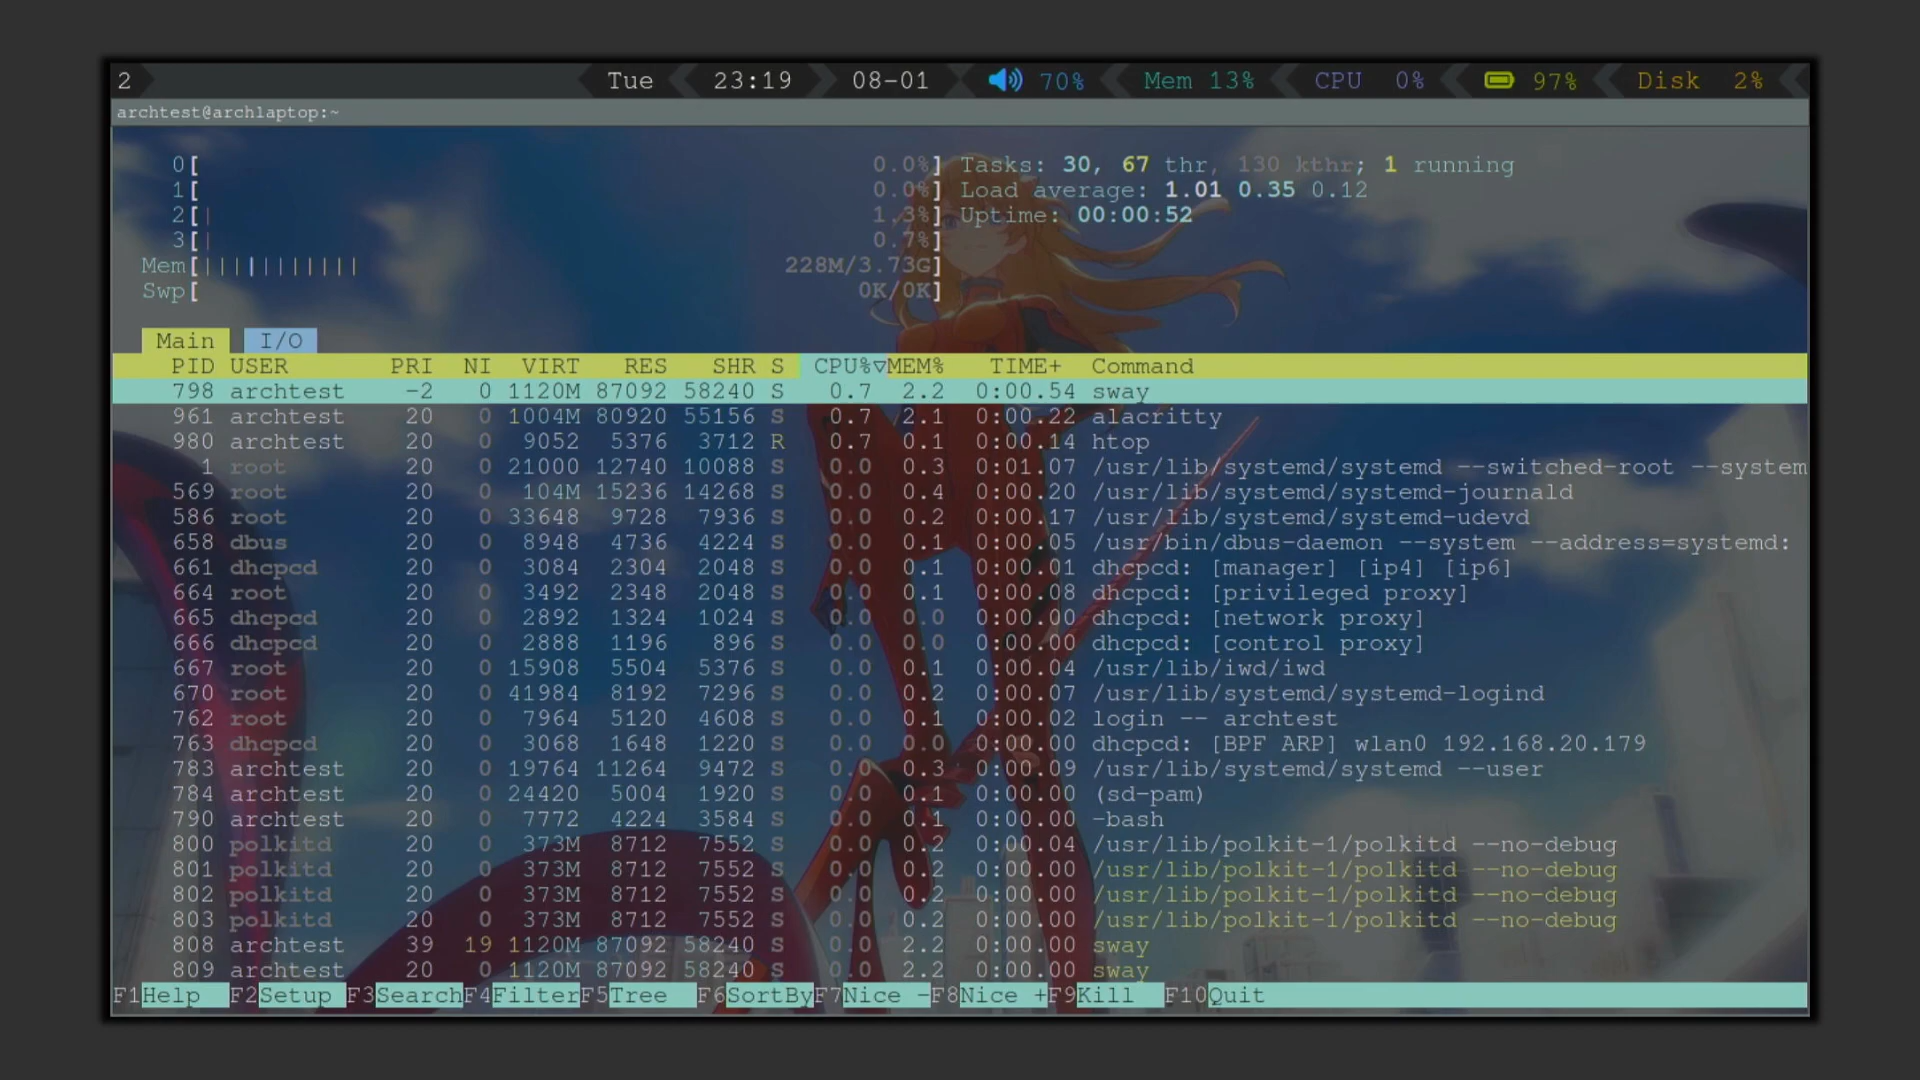 2 Tue 23:19 08-01 70% Mem 13% CPU 0% 97% Disk 2%
archtest@archlaptop:~
0[ 0.0%] Tasks: 30, 67 thr, 130 kthr; 1 running
1[ 0.0%] Load average: 1.01 0.35 0.12
2[| 1.3%] Uptime: 00:00:52
3[| 0.7%]
Mem[||||||||||| 228M/3.73G]
Swp[ 0K/0K]
Main I/O
PID USER PRI NI VIRT RES SHR S CPU%▽MEM% TIME+ Command
798 archtest -2 0 1120M 87092 58240 S 0.7 2.2 0:00.54 sway
961 archtest 20 0 1004M 80920 55156 S 0.7 2.1 0:00.22 alacritty
980 archtest 20 0 9052 5376 3712 R 0.7 0.1 0:00.14 htop
1 root 20 0 21000 12740 10088 S 0.0 0.3 0:01.07 /usr/lib/systemd/systemd --switched-root --system
569 root 20 0 104M 15236 14268 S 0.0 0.4 0:00.20 /usr/lib/systemd/systemd-journald
586 root 20 0 33648 9728 7936 S 0.0 0.2 0:00.17 /usr/lib/systemd/systemd-udevd
658 dbus 20 0 8948 4736 4224 S 0.0 0.1 0:00.05 /usr/bin/dbus-daemon --system --address=systemd:
661 dhcpcd 20 0 3084 2304 2048 S 0.0 0.1 0:00.01 dhcpcd: [manager] [ip4] [ip6]
664 root 20 0 3492 2348 2048 S 0.0 0.1 0:00.08 dhcpcd: [privileged proxy]
665 dhcpcd 20 0 2892 1324 1024 S 0.0 0.0 0:00.00 dhcpcd: [network proxy]
666 dhcpcd 20 0 2888 1196 896 S 0.0 0.0 0:00.00 dhcpcd: [control proxy]
667 root 20 0 15908 5504 5376 S 0.0 0.1 0:00.04 /usr/lib/iwd/iwd
670 root 20 0 41984 8192 7296 S 0.0 0.2 0:00.07 /usr/lib/systemd/systemd-logind
762 root 20 0 7964 5120 4608 S 0.0 0.1 0:00.02 login -- archtest
763 dhcpcd 20 0 3068 1648 1220 S 0.0 0.0 0:00.00 dhcpcd: [BPF ARP] wlan0 192.168.20.179
783 archtest 20 0 19764 11264 9472 S 0.0 0.3 0:00.09 /usr/lib/systemd/systemd --user
784 archtest 20 0 24420 5004 1920 S 0.0 0.1 0:00.00 (sd-pam)
790 archtest 20 0 7772 4224 3584 S 0.0 0.1 0:00.00 -bash
800 polkitd 20 0 373M 8712 7552 S 0.0 0.2 0:00.04 /usr/lib/polkit-1/polkitd --no-debug
801 polkitd 20 0 373M 8712 7552 S 0.0 0.2 0:00.00 /usr/lib/polkit-1/polkitd --no-debug
802 polkitd 20 0 373M 8712 7552 S 0.0 0.2 0:00.00 /usr/lib/polkit-1/polkitd --no-debug
803 polkitd 20 0 373M 8712 7552 S 0.0 0.2 0:00.00 /usr/lib/polkit-1/polkitd --no-debug
808 archtest 39 19 1120M 87092 58240 S 0.0 2.2 0:00.00 sway
809 archtest 20 0 1120M 87092 58240 S 0.0 2.2 0:00.00 sway
F1Help F2Setup F3SearchF4FilterF5Tree F6SortByF7Nice -F8Nice +F9Kill F10Quit